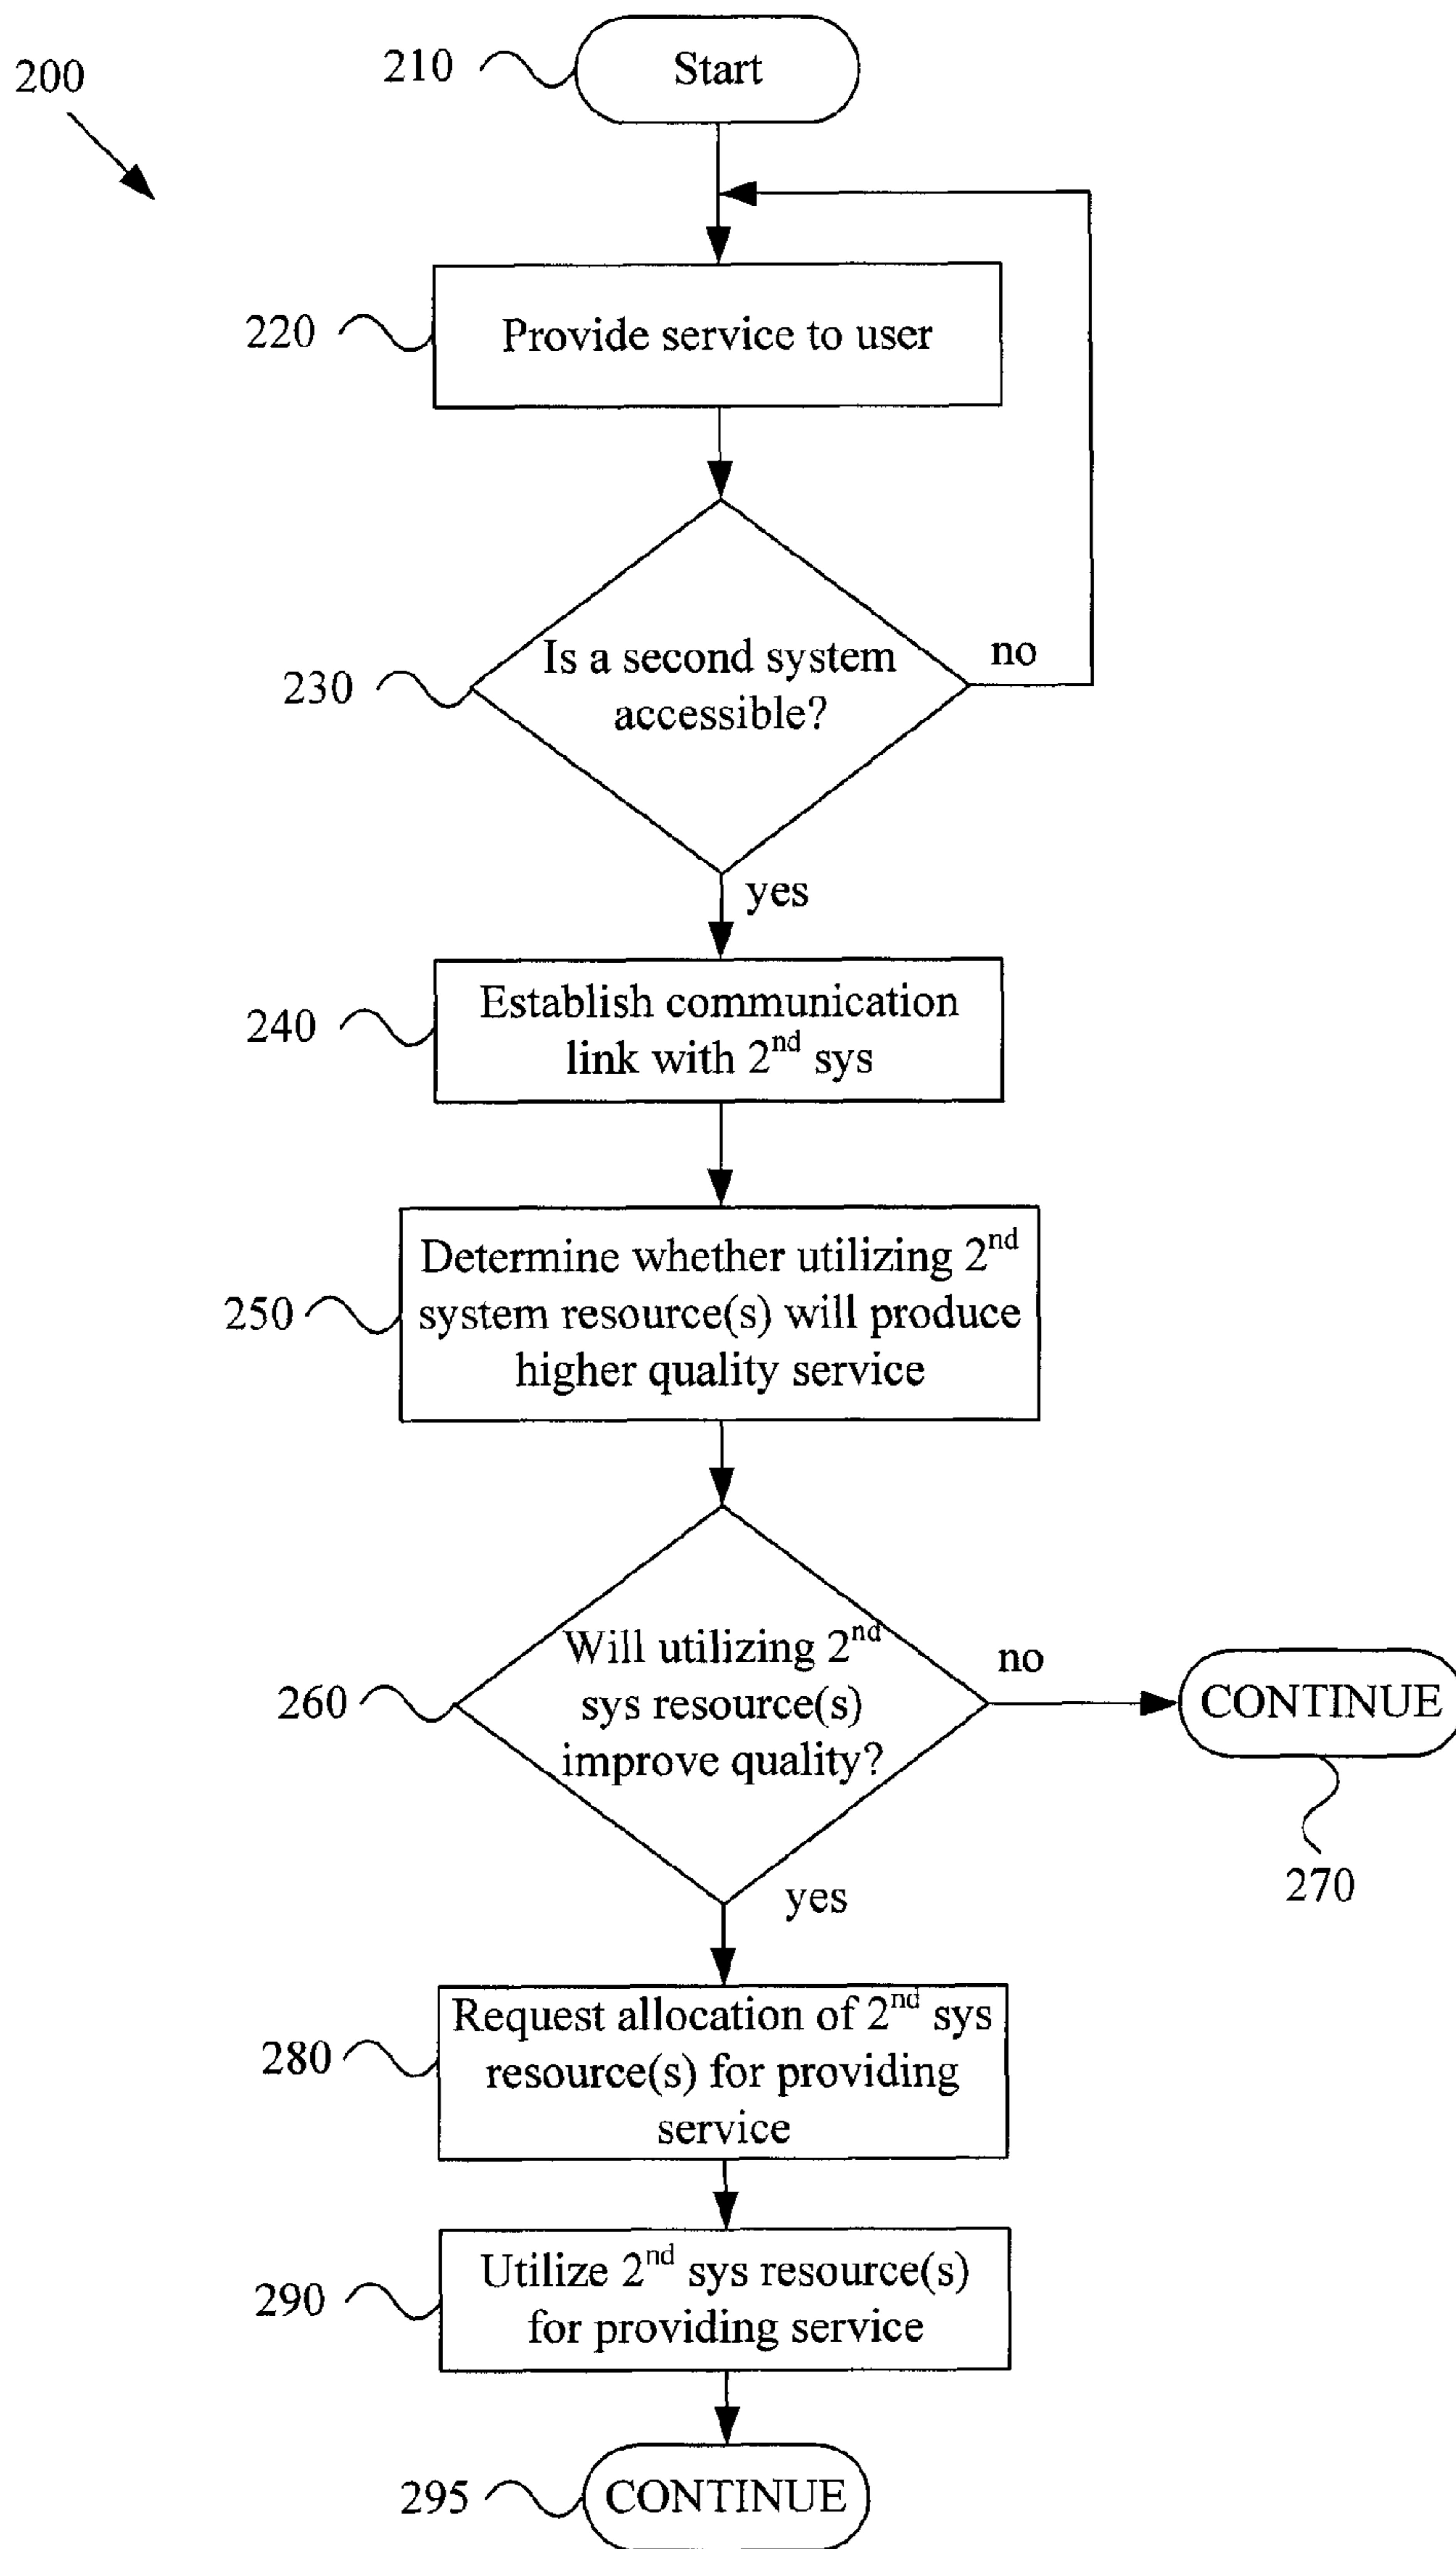 200
210
Start
220
Provide service to user
230
Is a second system
accessible?
no
yes
240
Establish communication
link with 2nd sys
250
Determine whether utilizing 2nd
system resource(s) will produce
higher quality service
260
Will utilizing 2nd
sys resource(s)
improve quality?
no
CONTINUE
270
yes
280
Request allocation of 2nd sys
resource(s) for providing
service
290
Utilize 2nd sys resource(s)
for providing service
295
CONTINUE